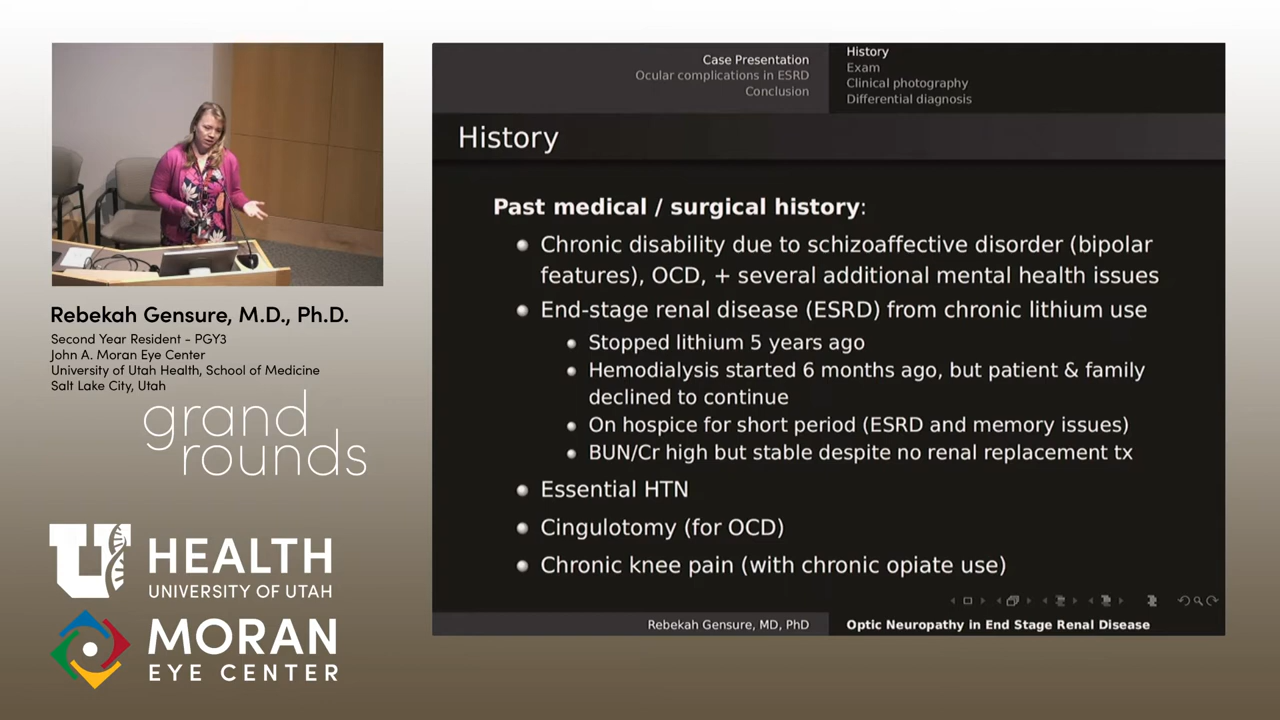 Case Presentation
Ocular complications in ESRD
Conclusion
History
Exam
Clinical photography
Differential diagnosis
History
Past medical / surgical history:
Chronic disability due to schizoaffective disorder (bipolar
features), OCD, + several additional mental health issues
End-stage renal disease (ESRD) from chronic lithium use
Stopped lithium 5 years ago
Hemodialysis started 6 months ago, but patient & family
declined to continue
On hospice for short period (ESRD and memory issues)
BUN/Cr high but stable despite no renal replacement tx
Essential HTN
Cingulotomy (for OCD)
Chronic knee pain (with chronic opiate use)
Rebekah Gensure, MD, PhD
Optic Neuropathy in End Stage Renal Disease
Rebekah Gensure, M.D., Ph.D.
Second Year Resident - PGY3
John A. Moran Eye Center
University of Utah Health, School of Medicine
Salt Lake City, Utah
grand
rounds
U HEALTH
UNIVERSITY OF UTAH
MORAN
EYE CENTER